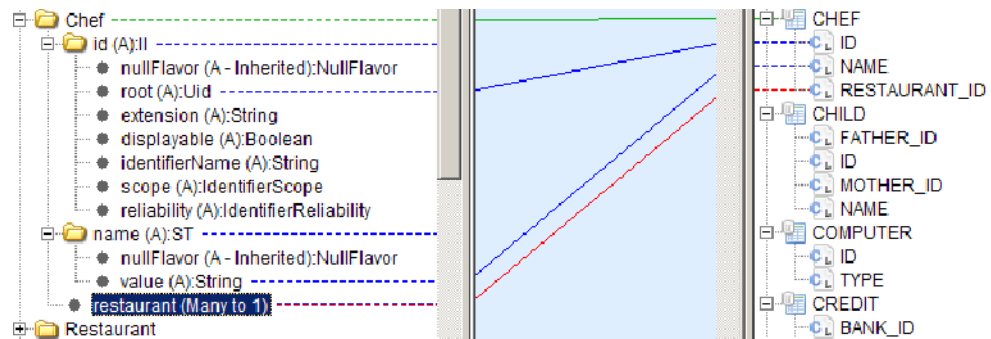 Chef
id (A):II
nullFlavor (A - Inherited):NullFlavor
root (A):Uid
extension (A):String
displayable (A):Boolean
identifierName (A):String
scope (A):IdentifierScope
reliability (A):IdentifierReliability
name (A):ST
nullFlavor (A - Inherited):NullFlavor
value (A):String
restaurant (Many to 1)
Restaurant
CHEF
ID
NAME
RESTAURANT_ID
CHILD
FATHER_ID
ID
MOTHER_ID
NAME
COMPUTER
ID
TYPE
CREDIT
BANK_ID